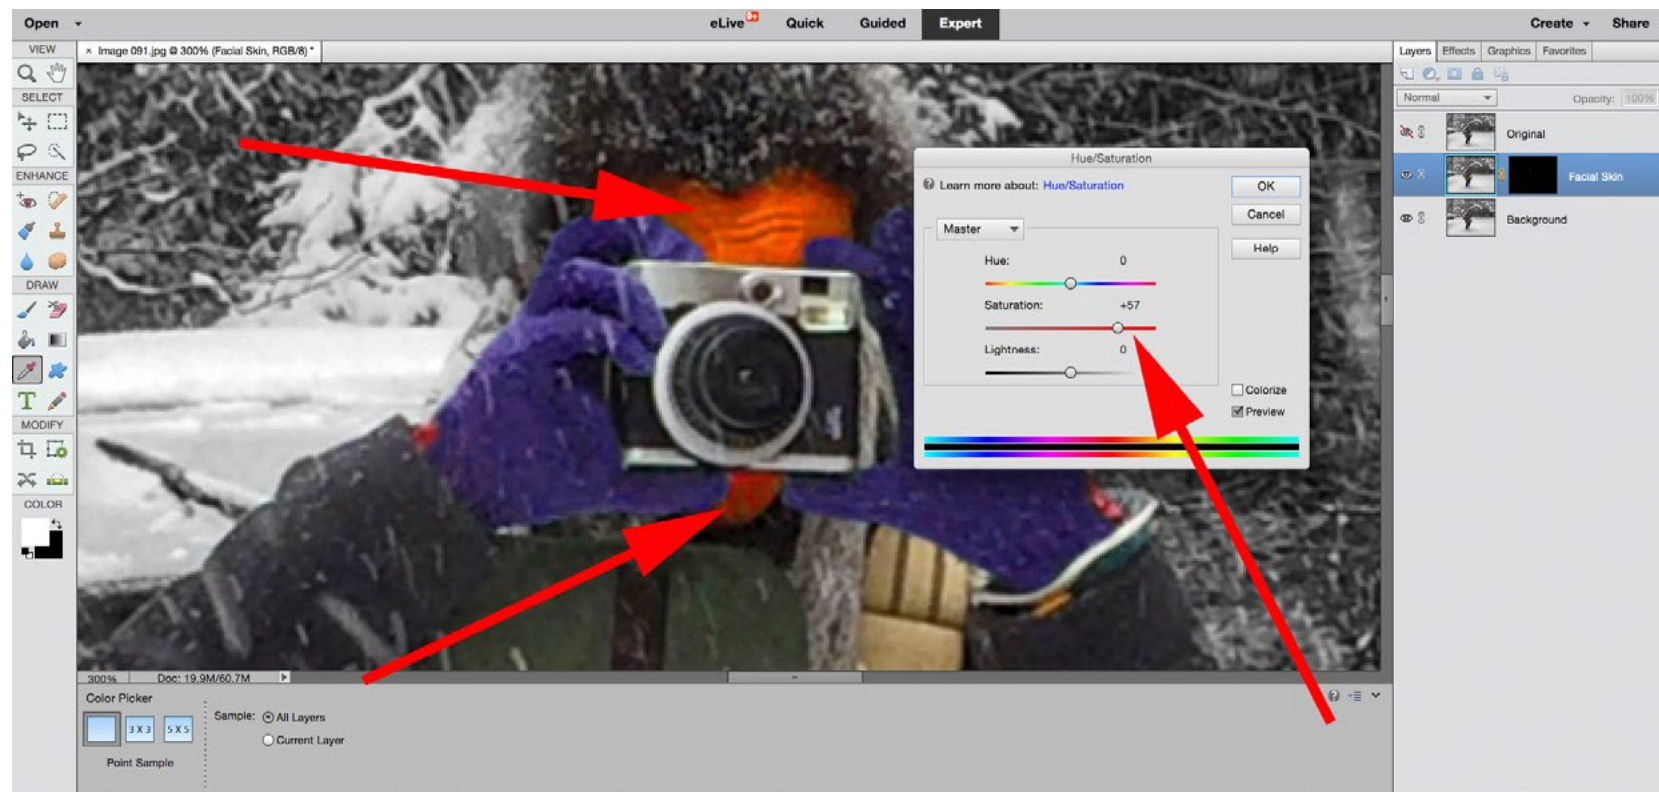 Open
eLive 9+ Quick Guided Expert
Create Share
VIEW
× Image 091.jpg @ 300% (Facial Skin, RGB/8) *
SELECT
ENHANCE
DRAW
T
MODIFY
COLOR
Hue/Saturation
Learn more about: Hue/Saturation
OK
Cancel
Help
Master
Hue: 0
Saturation: +57
Lightness: 0
Colorize
Preview
Layers Effects Graphics Favorites
Normal Opacity: 100%
Original
Facial Skin
Background
300% Doc: 19.9M/60.7M
Color Picker
3 X 3 5 X 5
Point Sample
Sample: All Layers
Current Layer